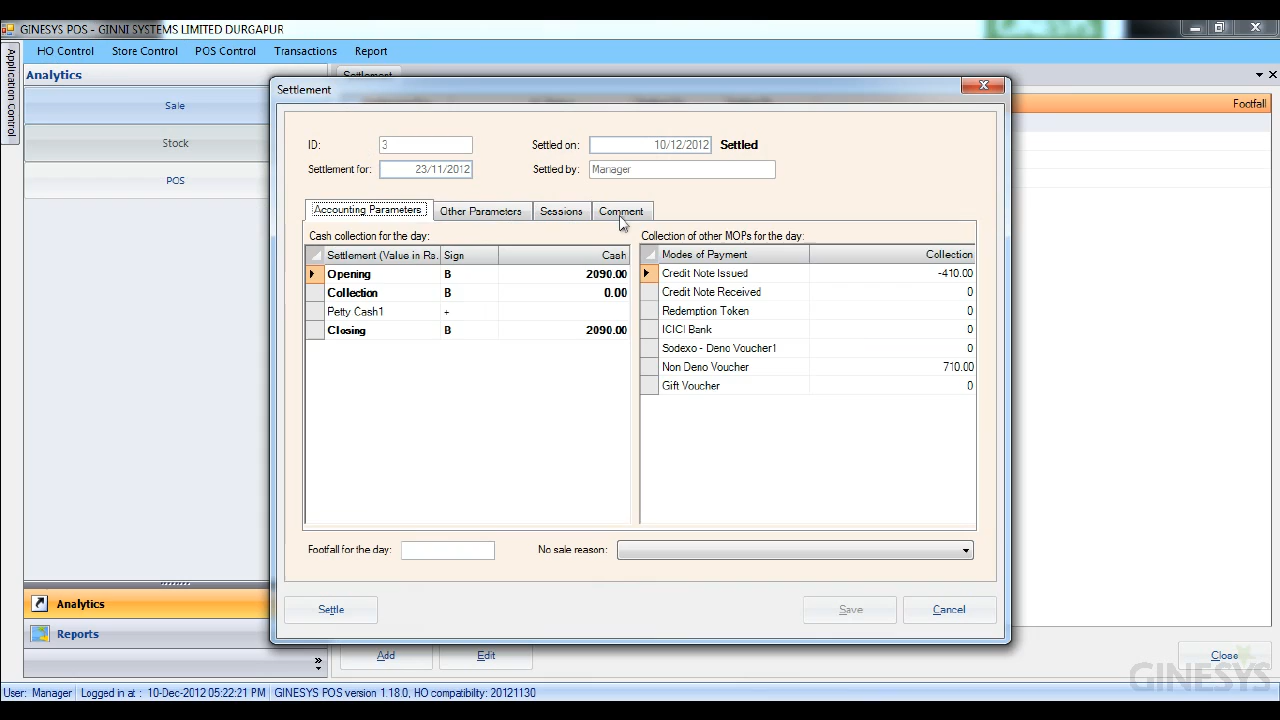 GINESYS POS - GINNI SYSTEMS LIMITED DURGAPUR
HO Control Store Control POS Control Transactions Report
Application Control
Analytics
Sale
Stock
POS
Settlement
Footfall
Settlement
ID: 3 Settled on: 10/12/2012 Settled
Settlement for: 23/11/2012 Settled by: Manager
Accounting Parameters Other Parameters Sessions Comment
Cash collection for the day: Collection of other MOPs for the day:
Settlement (Value in Rs. Sign Cash
Opening B 2090.00
Collection B 0.00
Petty Cash1 +
Closing B 2090.00
Modes of Payment Collection
Credit Note Issued -410.00
Credit Note Received 0
Redemption Token 0
ICICI Bank 0
Sodexo - Deno Voucher1 0
Non Deno Voucher 710.00
Gift Voucher 0
Footfall for the day: No sale reason:
Settle Save Cancel
Analytics
Reports
Add Edit Close
GINESYS
User: Manager Logged in at : 10-Dec-2012 05:22:21 PM GINESYS POS version 1.18.0, HO compatibility: 20121130